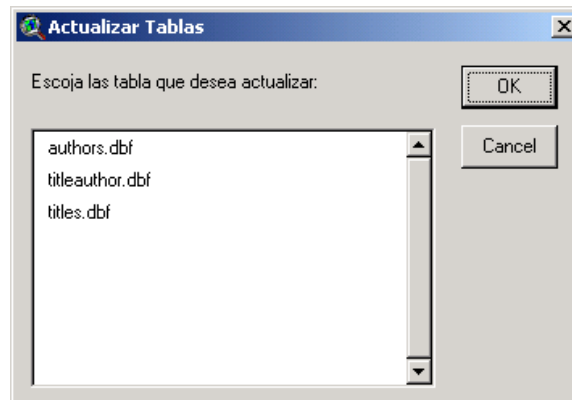 Actualizar Tablas
Escoja las tabla que desea actualizar:
OK
Cancel
authors.dbf
titleauthor.dbf
titles.dbf